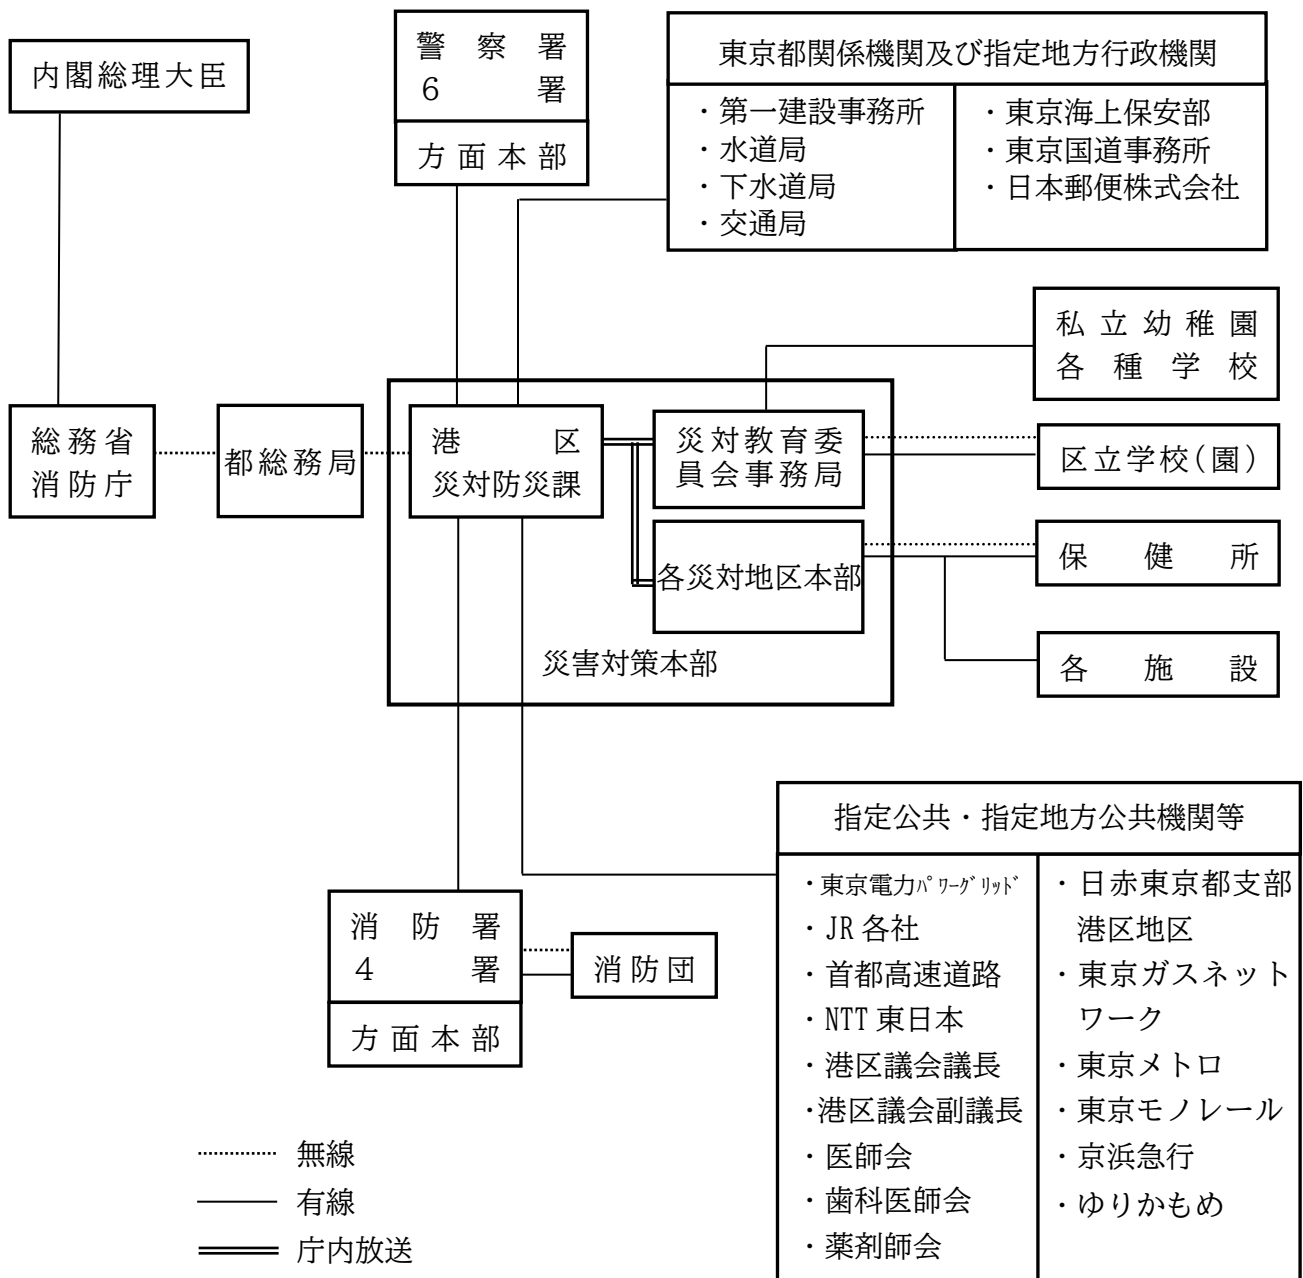 内閣総理大臣
警察署
６署
方面本部
東京都関係機関及び指定地方行政機関
・第一建設事務所
・水道局
・下水道局
・交通局
・東京海上保安部
・東京国道事務所
・日本郵便株式会社
私立幼稚園
各種学校
総務省
消防庁
都総務局
港区
災対防災課
災対教育委
員会事務局
区立学校(園)
各災対地区本部
保健所
各施設
災害対策本部
指定公共・指定地方公共機関等
・東京電力ﾊﾟﾜｰｸﾞﾘｯﾄﾞ
・JR各社
・首都高速道路
・NTT東日本
・港区議会議長
・港区議会副議長
・医師会
・歯科医師会
・薬剤師会
・日赤東京都支部
港区地区
・東京ガスネット
ワーク
・東京メトロ
・東京モノレール
・京浜急行
・ゆりかもめ
消防署
４署
方面本部
消防団
無線
有線
庁内放送